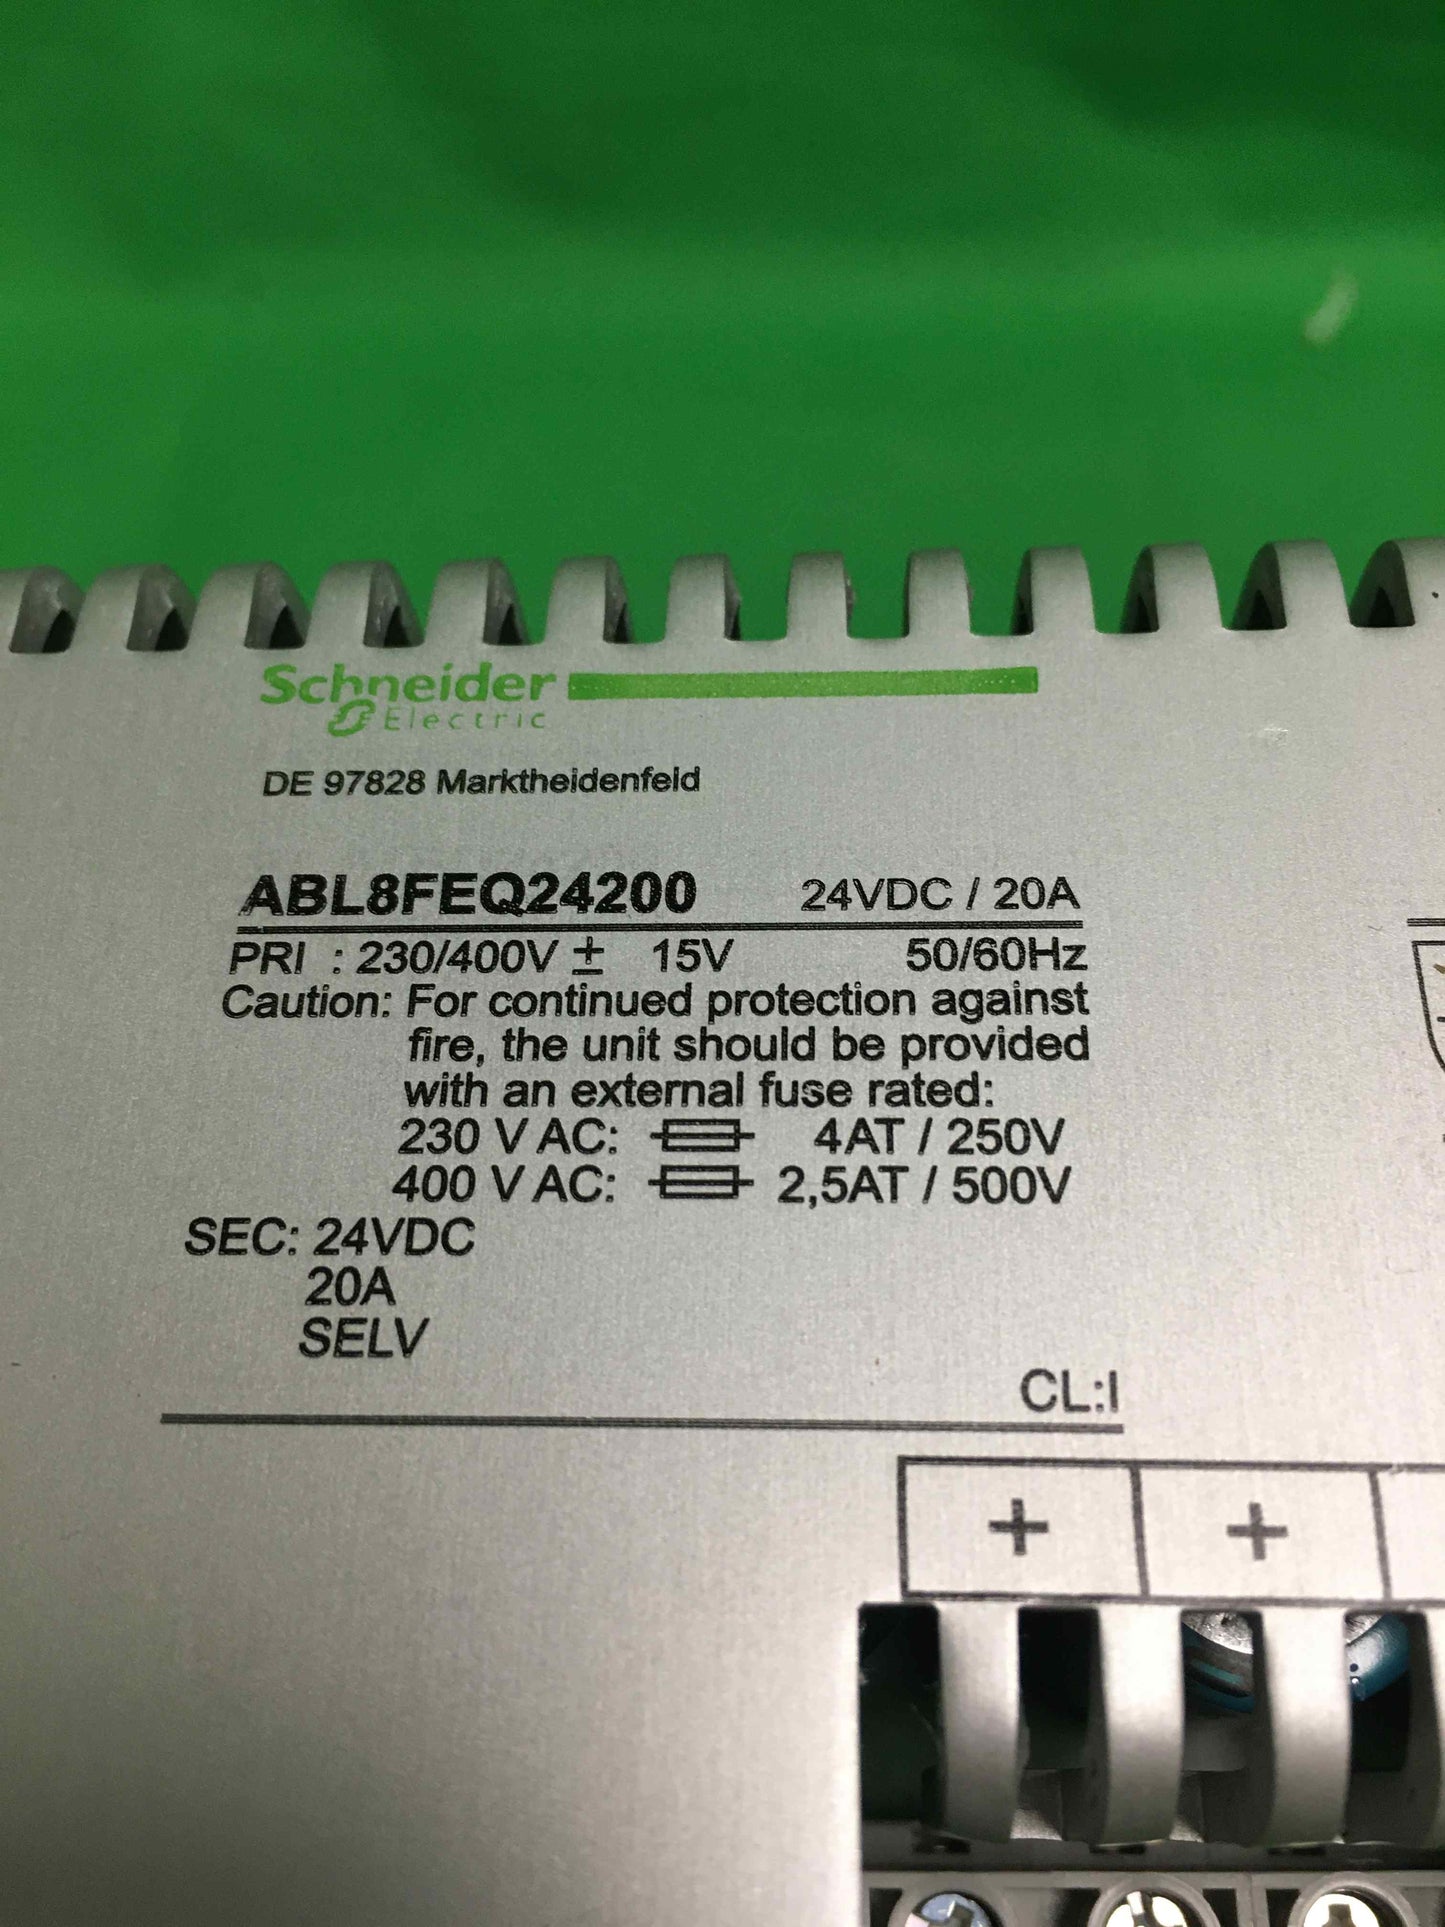 Schneider
Electric
DE 97828 Marktheidenfeld
ABL8FEQ24200 24VDC / 20A
PRI : 230/400V ± 15V 50/60Hz
Caution: For continued protection against
fire, the unit should be provided
with an external fuse rated:
230 V AC: 4AT / 250V
400 V AC: 2,5AT / 500V
SEC: 24VDC
20A
SELV
CL:I
+ +